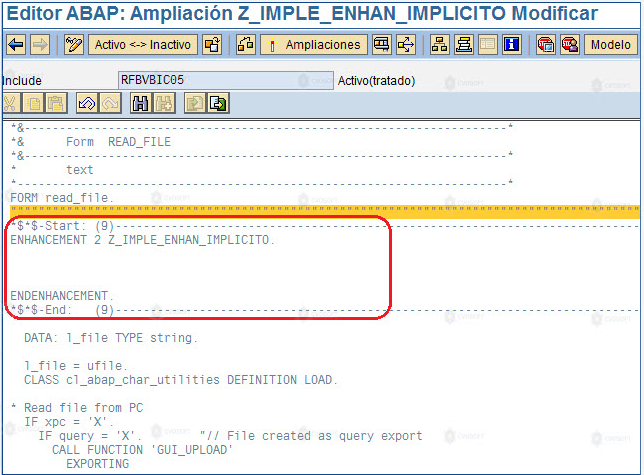 Editor ABAP: Ampliación Z_IMPLE_ENHAN_IMPLICITO Modificar
Activo <-> Inactivo Ampliaciones Modelo
Include RFBVBIC05 Activo(tratado)
*&---------------------------------------------------------------------*
*& Form READ_FILE
*&---------------------------------------------------------------------*
* text
*----------------------------------------------------------------------*
FORM read_file.
""""""""""""""""""""""""""""""""""""""""""""""""""""""""""""""""""""""""""""""""""""""""""
*$*$-Start: (9)---------------------------------------------------------------------------
ENHANCEMENT 2 Z_IMPLE_ENHAN_IMPLICITO.
ENDENHANCEMENT.
*$*$-End: (9)---------------------------------------------------------------------------
DATA: l_file TYPE string.
l_file = ufile.
CLASS cl_abap_char_utilities DEFINITION LOAD.
* Read file from PC
IF xpc = 'X'.
IF query = 'X'. "// File created as query export
CALL FUNCTION 'GUI_UPLOAD'
EXPORTING